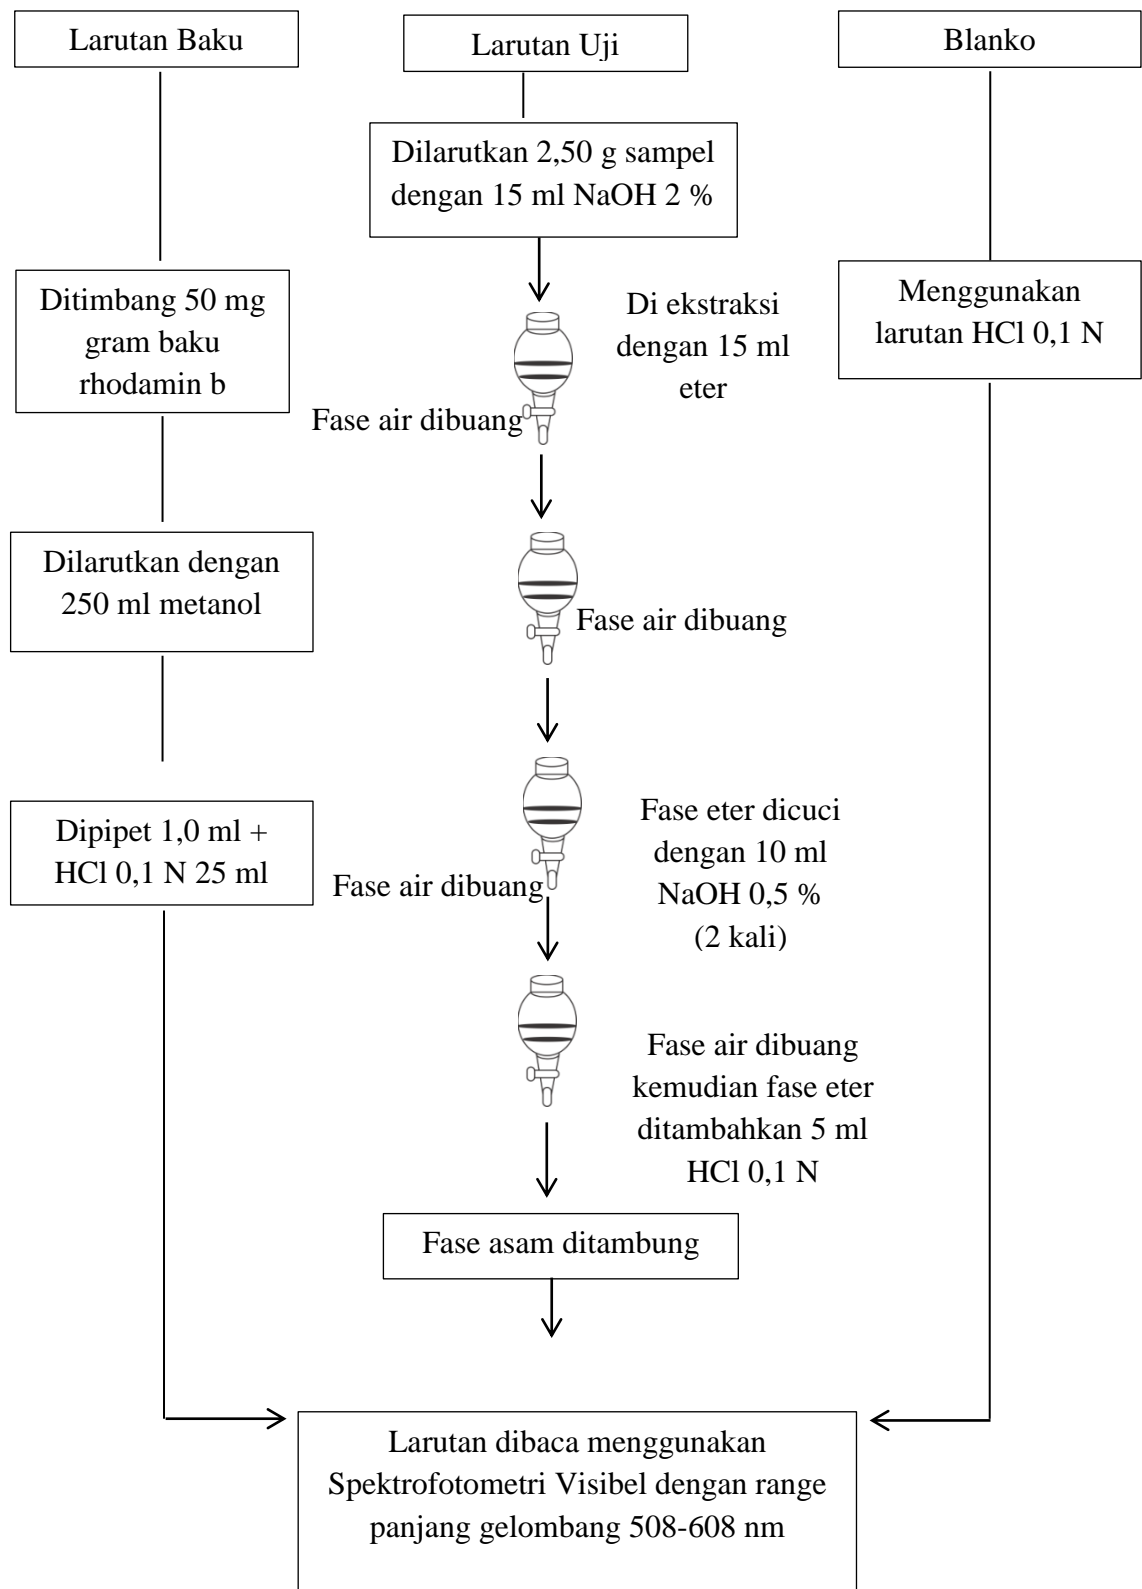 Larutan Baku
Larutan Uji
Blanko
Dilarutkan 2,50 g sampel
dengan 15 ml NaOH 2 %
Ditimbang 50 mg
gram baku
rhodamin b
Di ekstraksi
dengan 15 ml
eter
Menggunakan
larutan HCl 0,1 N
Fase air dibuang
Dilarutkan dengan
250 ml metanol
Fase air dibuang
Dipipet 1,0 ml +
HCl 0,1 N 25 ml
Fase air dibuang
Fase eter dicuci
dengan 10 ml
NaOH 0,5 %
(2 kali)
Fase air dibuang
kemudian fase eter
ditambahkan 5 ml
HCl 0,1 N
Fase asam ditambung
Larutan dibaca menggunakan
Spektrofotometri Visibel dengan range
panjang gelombang 508-608 nm